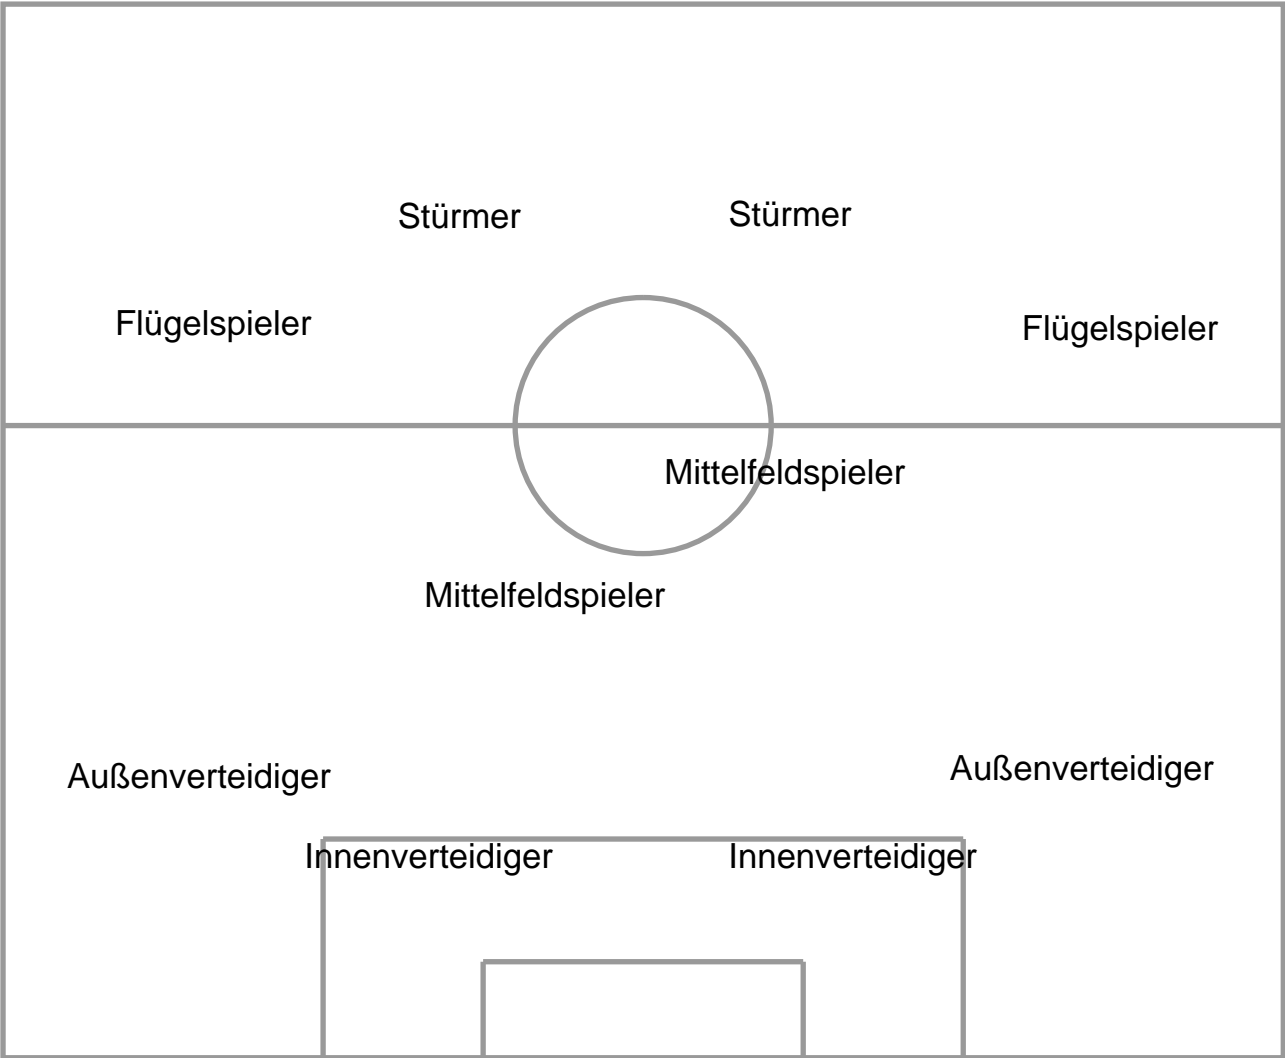 Stürmer
Stürmer
Flügelspieler
Flügelspieler
Mittelfeldspieler
Mittelfeldspieler
Außenverteidiger
Außenverteidiger
Innenverteidiger
Innenverteidiger